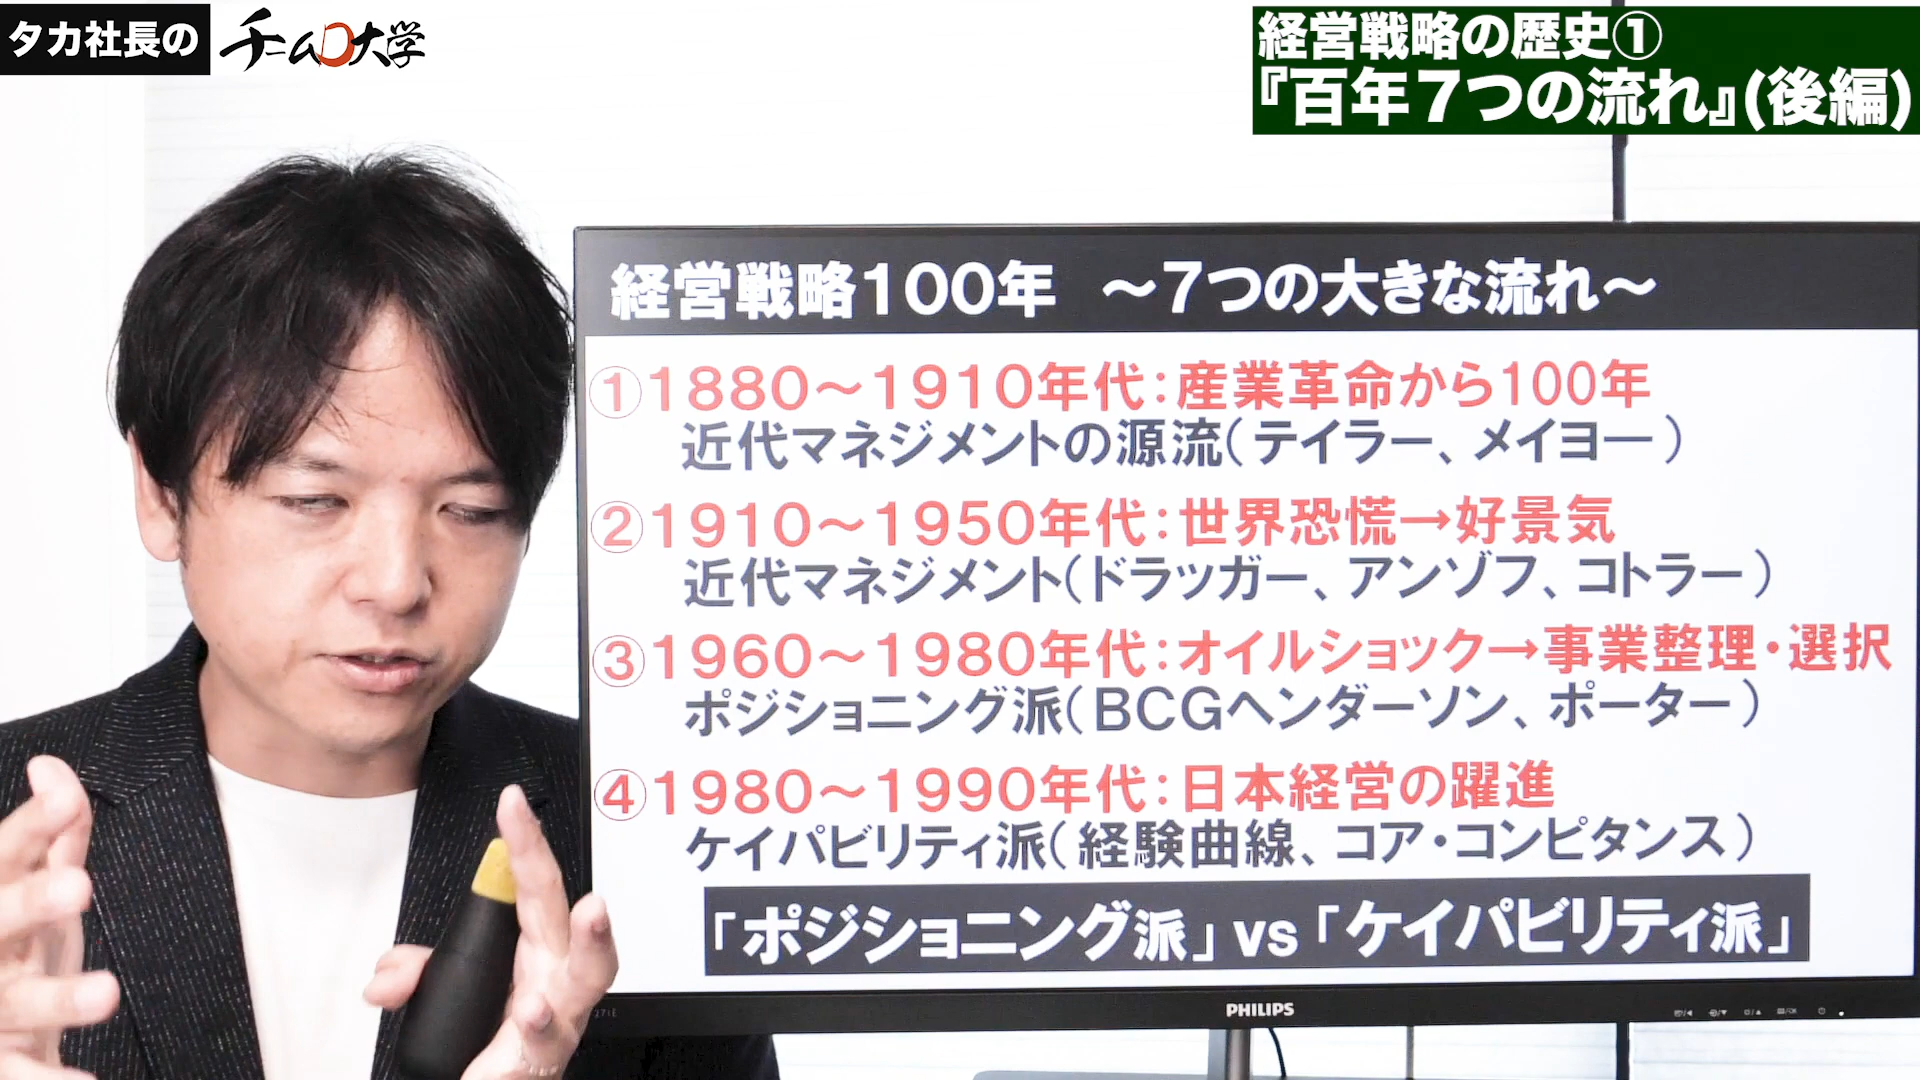 タカ社長の
チームの大学
経営戦略の歴史①
『百年７つの流れ』(後編)
経営戦略１００年　～７つの大きな流れ～
①１８８０～１９１０年代：産業革命から100年
近代マネジメントの源流（テイラー、メイヨー）
②１９１０～１９５０年代：世界恐慌→好景気
近代マネジメント（ドラッガー、アンゾフ、コトラー）
③１９６０～１９８０年代：オイルショック→事業整理・選択
ポジショニング派（ＢＣＧヘンダーソン、ポーター）
④１９８０～１９９０年代：日本経営の躍進
ケイパビリティ派（経験曲線、コア・コンピタンス）
「ポジショニング派」 vs 「ケイパビリティ派」
PHILIPS